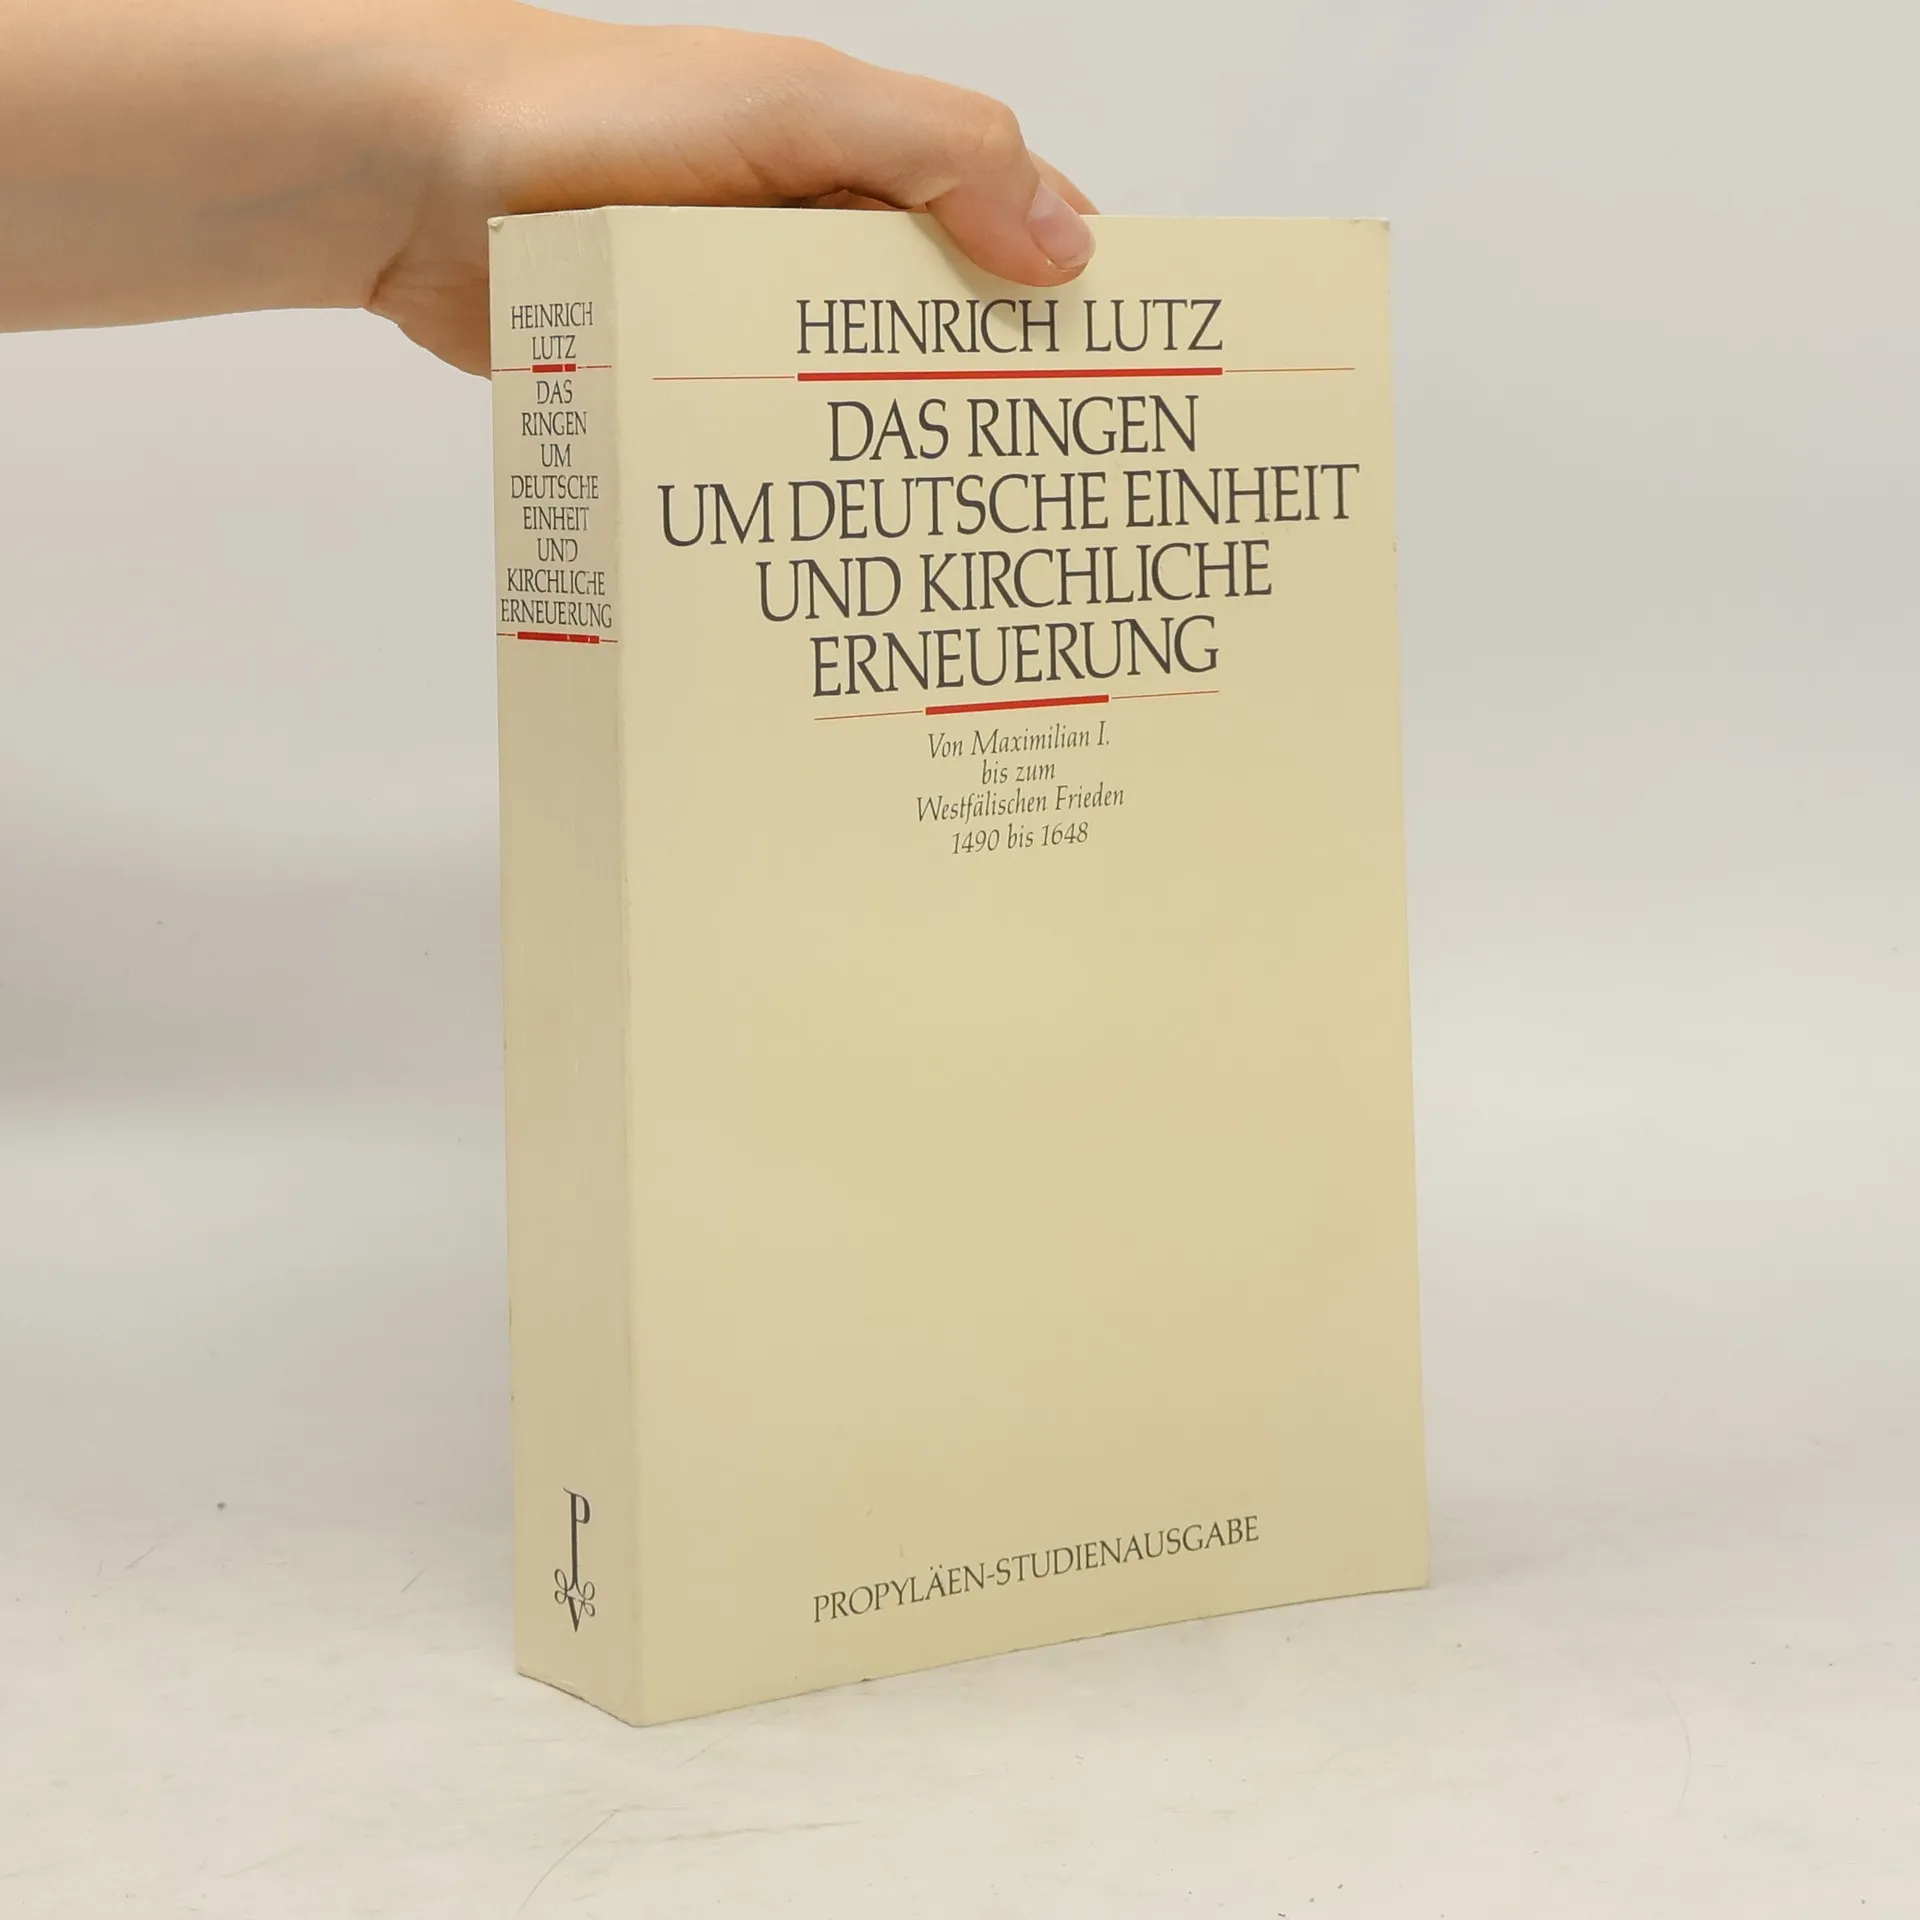 HEINRICH
LUTZ
DAS
RINGEN
UM
DEUTSCHE
EINHEIT
UND
KIRCHLICHE
ERNEUERUNG
PV
HEINRICH LUTZ
DAS RINGEN
UM DEUTSCHE EINHEIT
UND KIRCHLICHE
ERNEUERUNG
Von Maximilian I.
bis zum
Westfälischen Frieden
1490 bis 1648
PROPYLÄEN-STUDIENAUSGABE